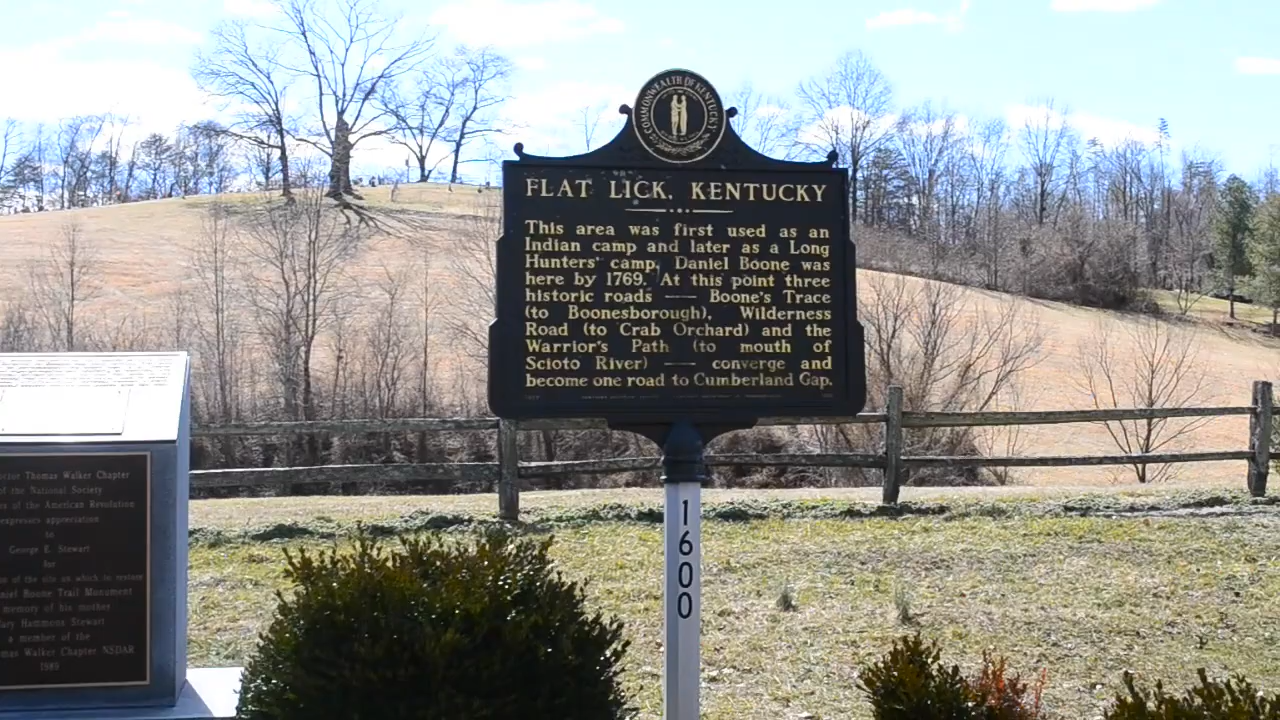 COMMONWEALTH OF KENTUCKY
FLAT LICK, KENTUCKY
This area was first used as an
Indian camp and later as a Long
Hunters' camp. Daniel Boone was
here by 1769. At this point three
historic roads — Boone's Trace
(to Boonesborough), Wilderness
Road (to Crab Orchard) and the
Warrior's Path (to mouth of
Scioto River) — converge and
become one road to Cumberland Gap.
1600
Thomas Walker Chapter
of the National Society
of the American Revolution
expresses appreciation
to
George E. Stewart
for
of the site on which to restore
Boone Trail Monument
memory of his mother
Hammons Stewart
a member of the
Walker Chapter NSDAR
1989